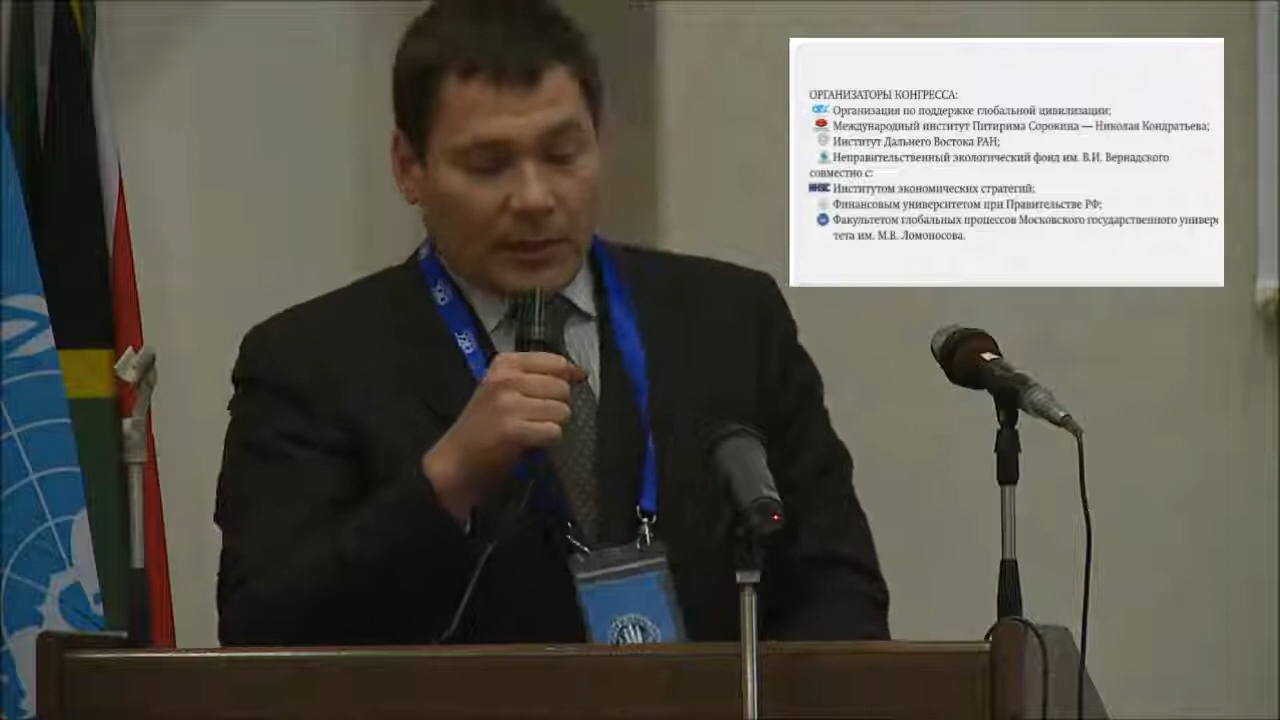 ОРГАНИЗАТОРЫ КОНГРЕССА:
Организация по поддержке глобальной цивилизации;
Международный институт Питирима Сорокина — Николая Кондратьева;
Институт Дальнего Востока РАН;
Неправительственный экологический фонд им. В.И. Вернадского
совместно с:
Институтом экономических стратегий;
Финансовым университетом при Правительстве РФ;
Факультетом глобальных процессов Московского государственного универс
тета им. М.В. Ломоносова.